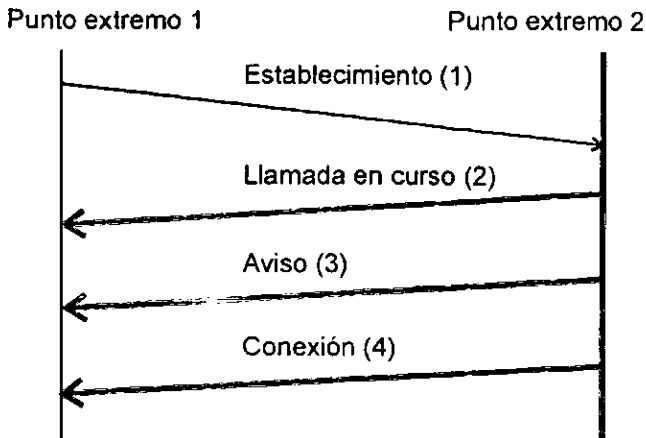 Punto extremo 1
Punto extremo 2
Establecimiento (1)
Llamada en curso (2)
Aviso (3)
Conexión (4)